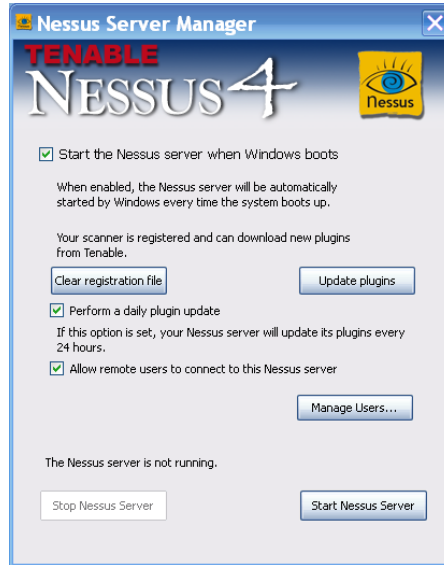 Nessus Server Manager
TENABLE
NESSUS 4
nessus
Start the Nessus server when Windows boots
When enabled, the Nessus server will be automatically
started by Windows every time the system boots up.
Your scanner is registered and can download new plugins
from Tenable.
Clear registration file
Update plugins
Perform a daily plugin update
If this option is set, your Nessus server will update its plugins every
24 hours.
Allow remote users to connect to this Nessus server
Manage Users...
The Nessus server is not running.
Stop Nessus Server
Start Nessus Server